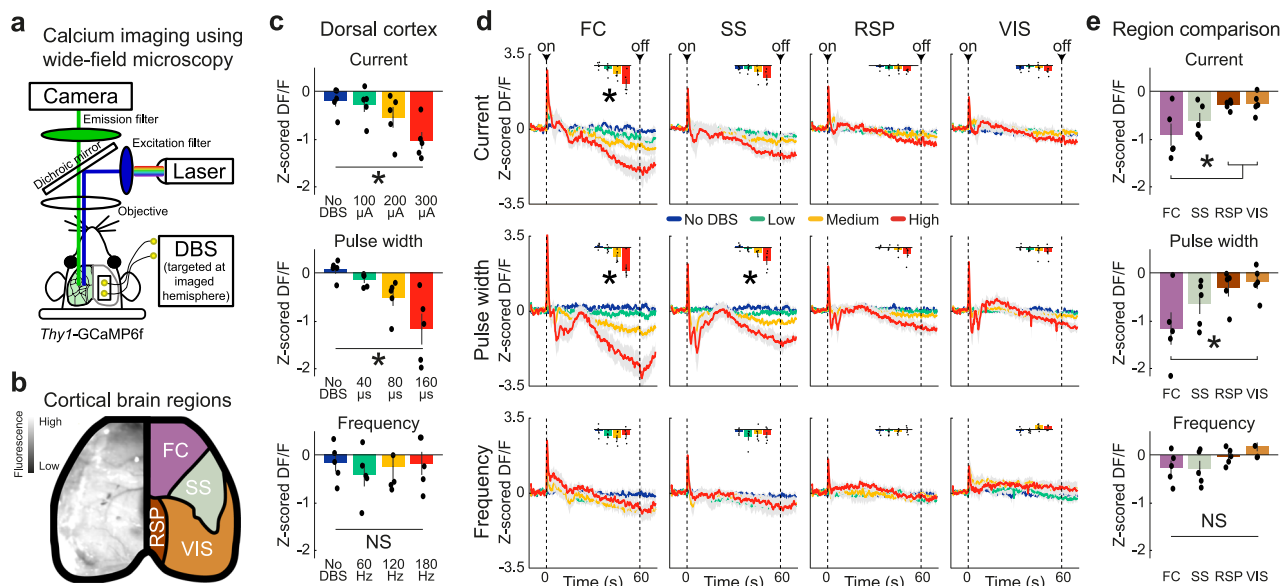 a
Calcium imaging using
wide-field microscopy
Camera
Emission filter
Dichroic mirror
Excitation filter
Laser
Objective
DBS
(targeted at
imaged
hemisphere)
Thy1-GCaMP6f
b
Cortical brain regions
Fluorescence
High
Low
FC
SS
RSP
VIS
c
Dorsal cortex
Current
Z-scored DF/F
0
-1
-2
*
No DBS
100 µA
200 µA
300 µA
Pulse width
Z-scored DF/F
0
-1
-2
*
No DBS
40 µs
80 µs
160 µs
Frequency
Z-scored DF/F
0
-1
-2
NS
No DBS
60 Hz
120 Hz
180 Hz
d
FC
SS
RSP
VIS
on
off
on
off
on
off
on
off
Current
Z-scored DF/F
3.5
0
-3.5
*
No DBS
Low
Medium
High
Pulse width
Z-scored DF/F
3.5
0
-3.5
*
*
Frequency
Z-scored DF/F
3.5
0
-3.5
0
Time (s)
60
0
Time (s)
60
0
Time (s)
60
0
Time (s)
60
e
Region comparison
Current
Z-scored DF/F
0
-1
-2
*
FC
SS
RSP
VIS
Pulse width
Z-scored DF/F
0
-1
-2
*
FC
SS
RSP
VIS
Frequency
Z-scored DF/F
0
-1
-2
NS
FC
SS
RSP
VIS